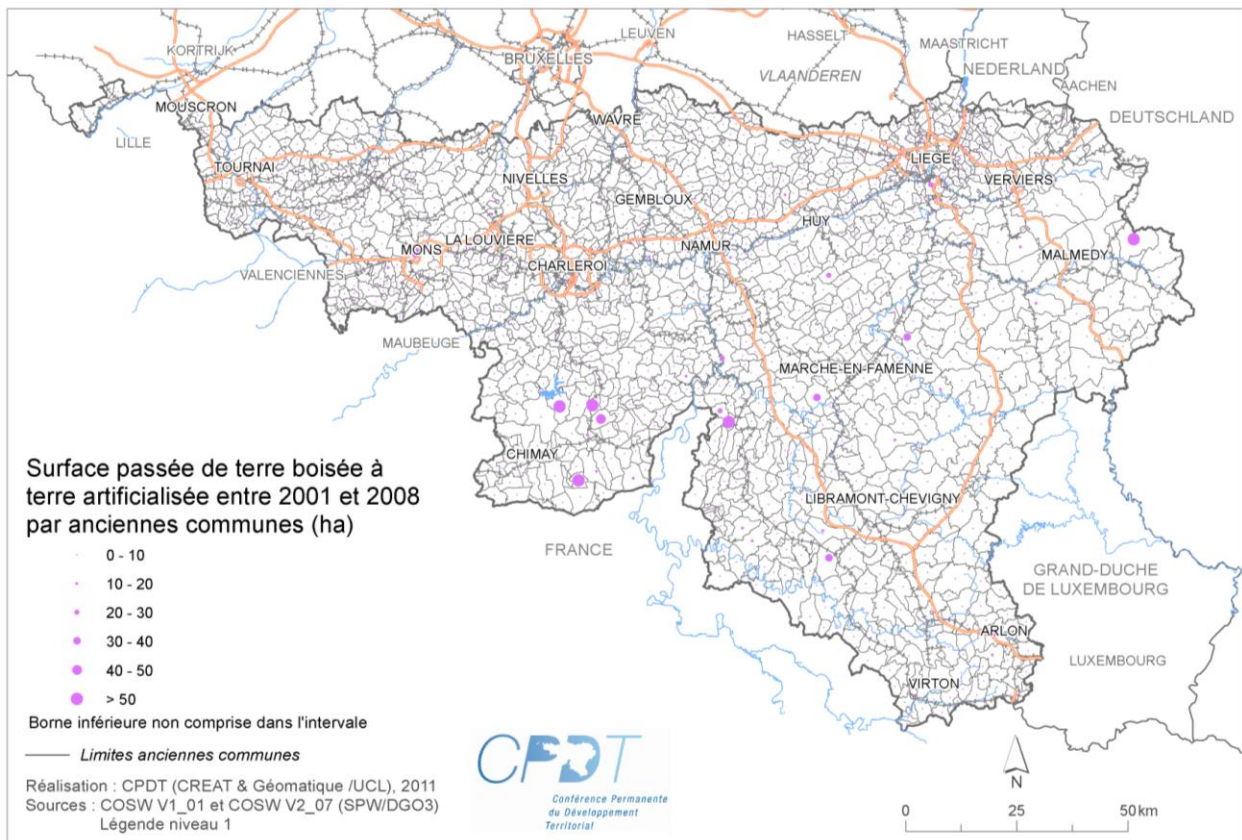 KORTRIJK
LEUVEN
HASSELT
MAASTRICHT
BRUXELLES
NEDERLAND
VLAANDEREN
AACHEN
MOUSCRON
WAVRE
DEUTSCHLAND
LILLE
LIEGE
TOURNAI
NIVELLES
VERVIERS
GEMBLOUX
HUY
LA LOUVIERE
NAMUR
MONS
MALMEDY
CHARLEROI
VALENCIENNES
MAUBEUGE
MARCHE-EN-FAMENNE
CHIMAY
LIBRAMONT-CHEVIGNY
FRANCE
GRAND-DUCHE
DE LUXEMBOURG
ARLON
LUXEMBOURG
VIRTON
Surface passée de terre boisée à
terre artificialisée entre 2001 et 2008
par anciennes communes (ha)
0 - 10
10 - 20
20 - 30
30 - 40
40 - 50
> 50
Borne inférieure non comprise dans l'intervale
Limites anciennes communes
Réalisation : CPDT (CREAT & Géomatique /UCL), 2011
Sources : COSW V1_01 et COSW V2_07 (SPW/DGO3)
Légende niveau 1
CPDT
Conférence Permanente
du Développement
Territorial
N
0 25 50 km